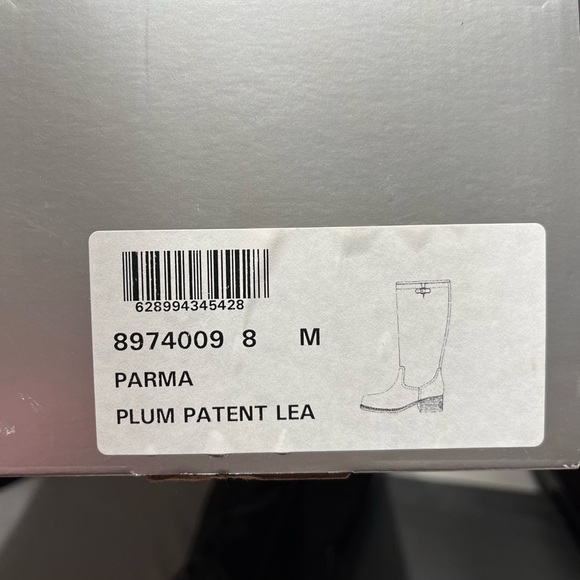 628994345428
8974009 8 M
PARMA
PLUM PATENT LEA